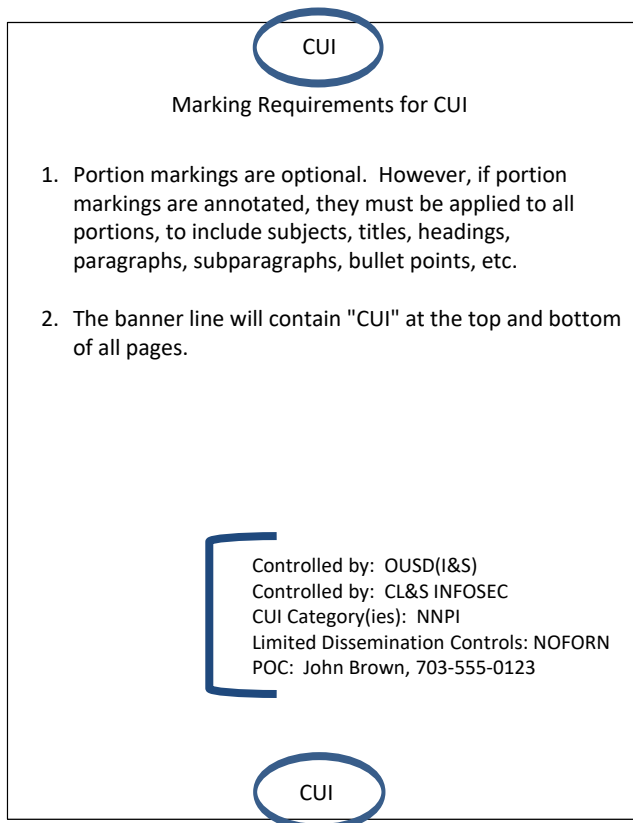 CUI
Marking Requirements for CUI
1. Portion markings are optional. However, if portion
markings are annotated, they must be applied to all
portions, to include subjects, titles, headings,
paragraphs, subparagraphs, bullet points, etc.
2. The banner line will contain "CUI" at the top and bottom
of all pages.
Controlled by: OUSD(I&S)
Controlled by: CL&S INFOSEC
CUI Category(ies): NNPI
Limited Dissemination Controls: NOFORN
POC: John Brown, 703-555-0123
CUI